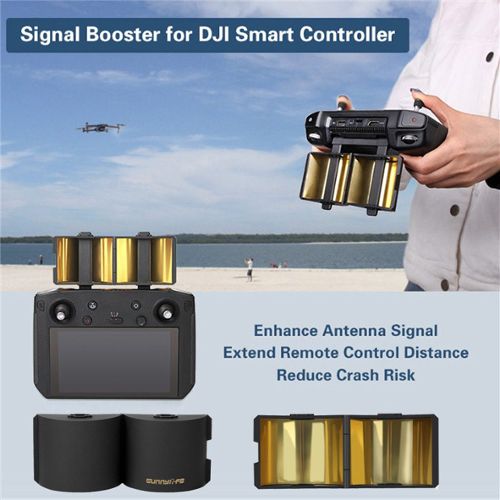 Signal Booster for DJI Smart Controller
Enhance Antenna Signal
Extend Remote Control Distance
Reduce Crash Risk
SUNNYLIFE